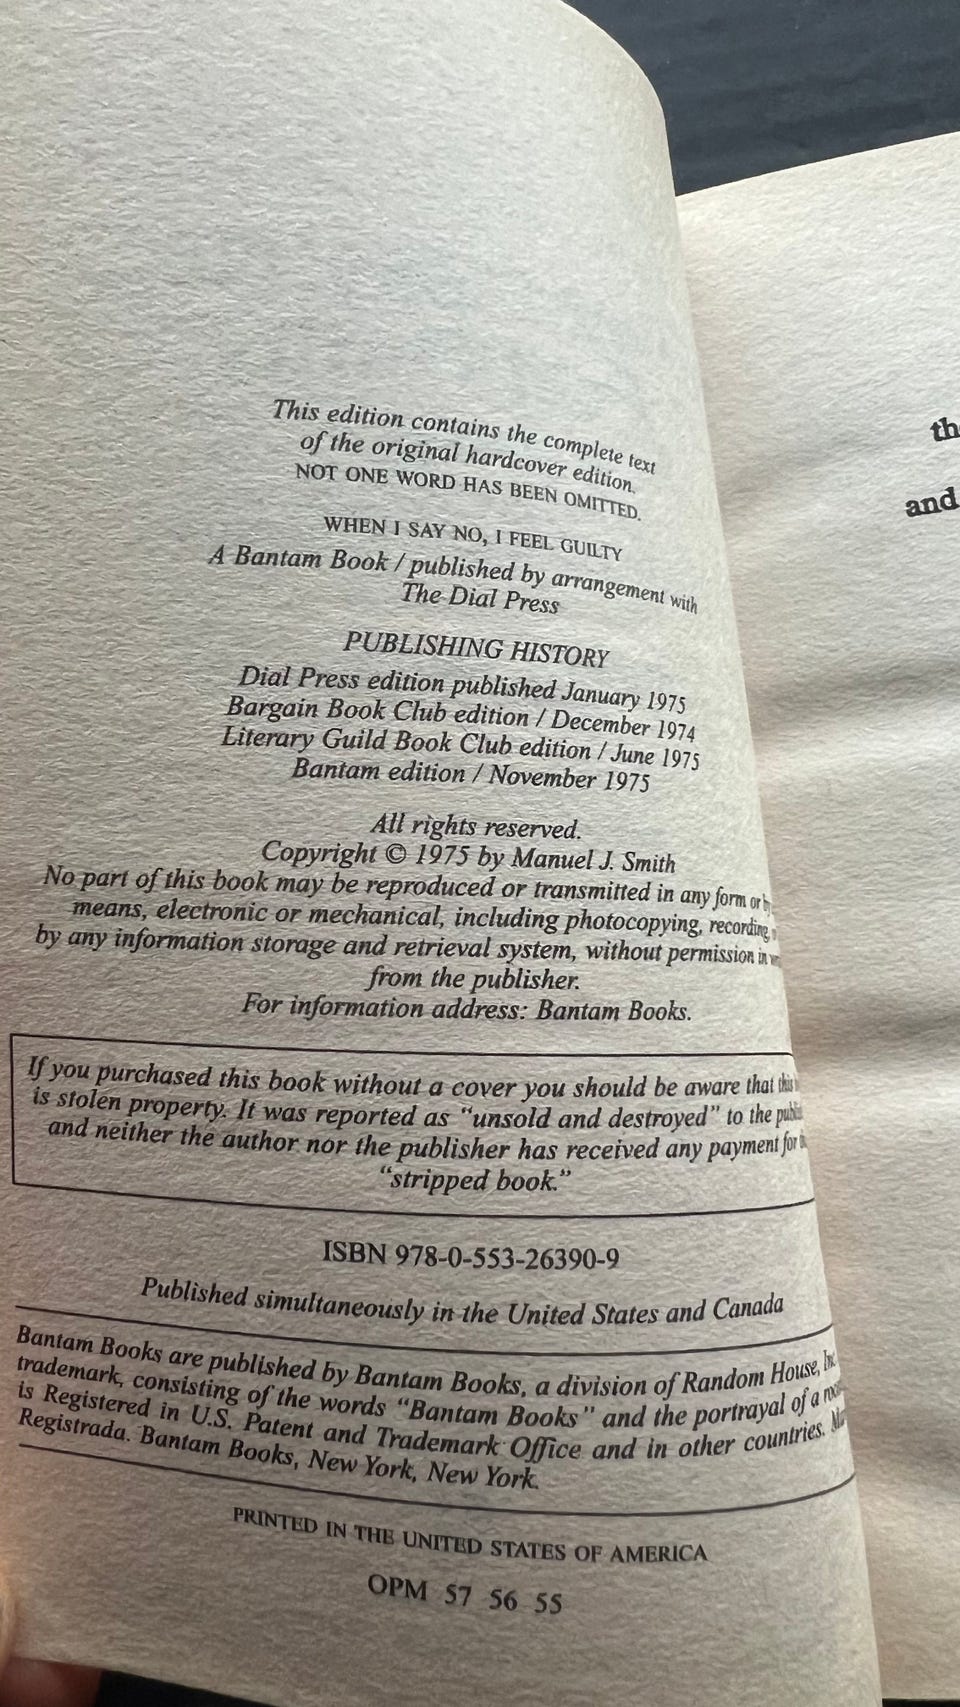 This edition contains the complete text
of the original hardcover edition.
NOT ONE WORD HAS BEEN OMITTED.
WHEN I SAY NO, I FEEL GUILTY
A Bantam Book / published by arrangement with
The Dial Press
PUBLISHING HISTORY
Dial Press edition published January 1975
Bargain Book Club edition / December 1974
Literary Guild Book Club edition / June 1975
Bantam edition / November 1975
All rights reserved.
Copyright © 1975 by Manuel J. Smith
No part of this book may be reproduced or transmitted in any form or
means, electronic or mechanical, including photocopying, recording,
by any information storage and retrieval system, without permission in
from the publisher.
For information address: Bantam Books.
If you purchased this book without a cover you should be aware that this
is stolen property. It was reported as "unsold and destroyed" to the
and neither the author nor the publisher has received any payment for
"stripped book."
ISBN 978-0-553-26390-9
Published simultaneously in the United States and Canada
Bantam Books are published by Bantam Books, a division of Random House, Inc.
trademark, consisting of the words "Bantam Books" and the portrayal of a
is Registered in U.S. Patent and Trademark Office and in other countries.
Registrada. Bantam Books, New York, New York.
PRINTED IN THE UNITED STATES OF AMERICA
OPM 57 56 55
and